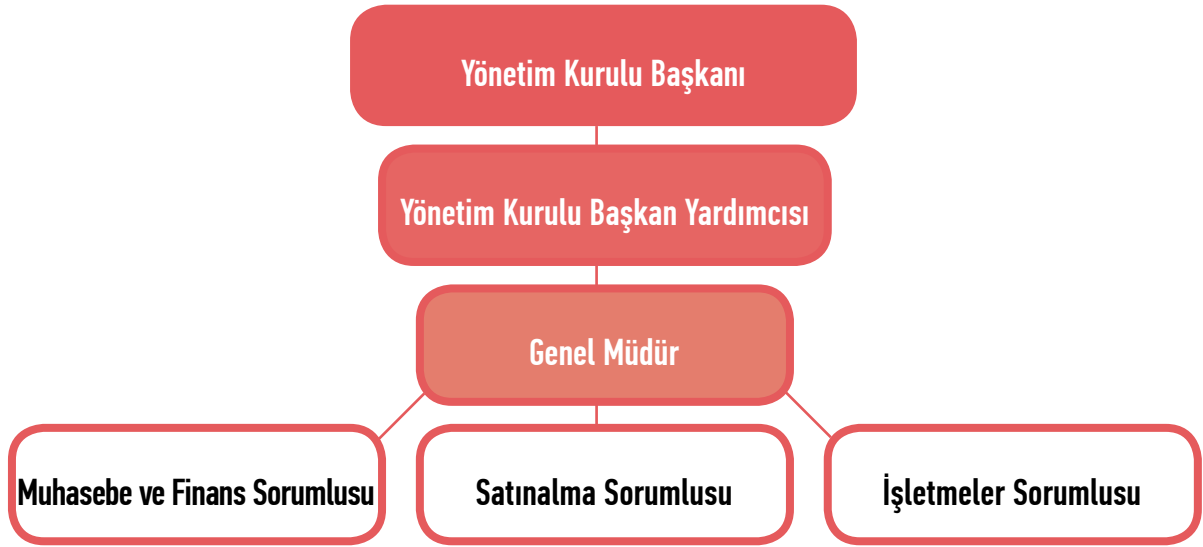 Yönetim Kurulu Başkanı
Yönetim Kurulu Başkan Yardımcısı
Genel Müdür
Muhasebe ve Finans Sorumlusu
Satınalma Sorumlusu
İşletmeler Sorumlusu